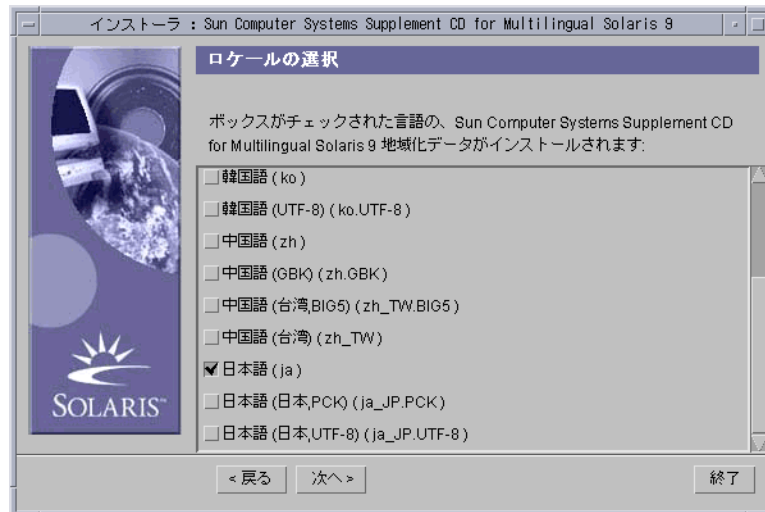 インストーラ : Sun Computer Systems Supplement CD for Multilingual Solaris 9
ロケールの選択
ボックスがチェックされた言語の、Sun Computer Systems Supplement CD
for Multilingual Solaris 9 地域化データがインストールされます:
韓国語 (ko)
韓国語 (UTF-8) (ko.UTF-8)
中国語 (zh)
中国語 (GBK) (zh.GBK)
中国語 (台湾,BIG5) (zh_TW.BIG5)
中国語 (台湾) (zh_TW)
日本語 (ja)
日本語 (日本,PCK) (ja_JP.PCK)
日本語 (日本,UTF-8) (ja_JP.UTF-8)
SOLARIS™
< 戻る
次へ >
終了